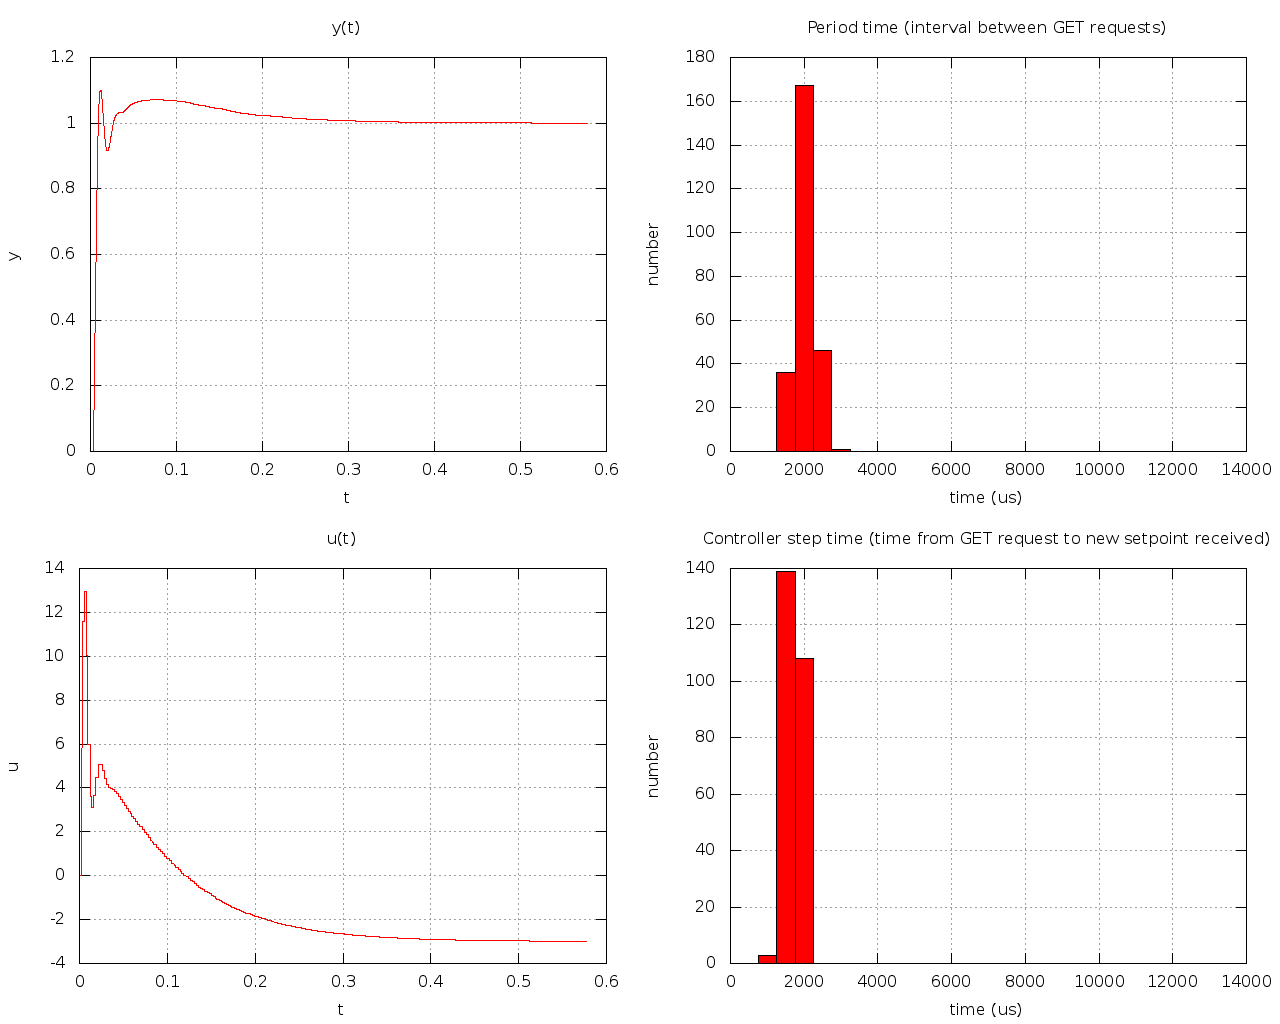 y(t)
1.2
1
0.8
0.6
0.4
0.2
0
y
0 0.1 0.2 0.3 0.4 0.5 0.6
t
Period time (interval between GET requests)
180
160
140
120
100
80
60
40
20
0
number
0 2000 4000 6000 8000 10000 12000 14000
time (us)
u(t)
14
12
10
8
6
4
2
0
-2
-4
u
0 0.1 0.2 0.3 0.4 0.5 0.6
t
Controller step time (time from GET request to new setpoint received)
140
120
100
80
60
40
20
0
number
0 2000 4000 6000 8000 10000 12000 14000
time (us)